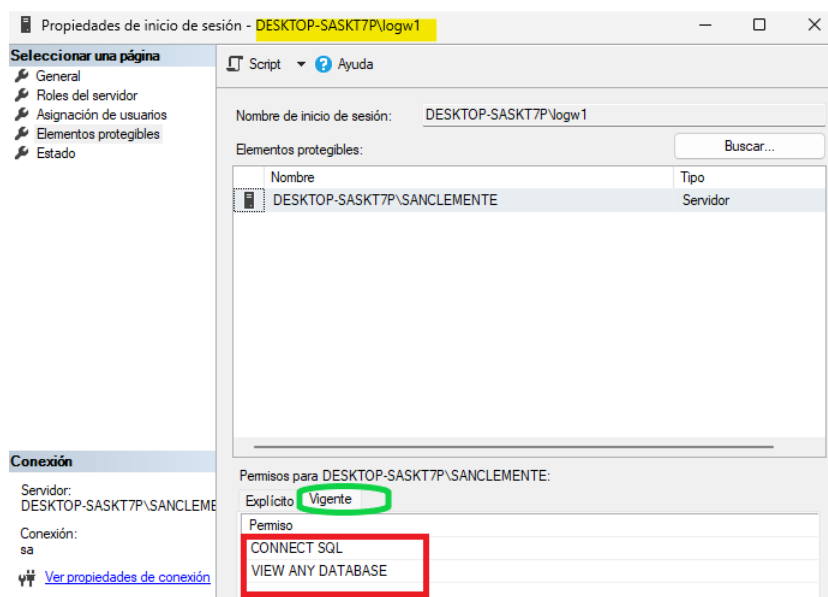 Propiedades de inicio de sesión - DESKTOP-SASKT7P\logw1
Seleccionar una página
General
Roles del servidor
Asignación de usuarios
Elementos protegibles
Estado
Script
Ayuda
Nombre de inicio de sesión: DESKTOP-SASKT7P\logw1
Elementos protegibles:
Buscar...
Nombre Tipo
DESKTOP-SASKT7P\SANCLEMENTE Servidor
Conexión
Servidor:
DESKTOP-SASKT7P\SANCLEME
Conexión:
sa
Ver propiedades de conexión
Permisos para DESKTOP-SASKT7P\SANCLEMENTE:
Explícito Vigente
Permiso
CONNECT SQL
VIEW ANY DATABASE